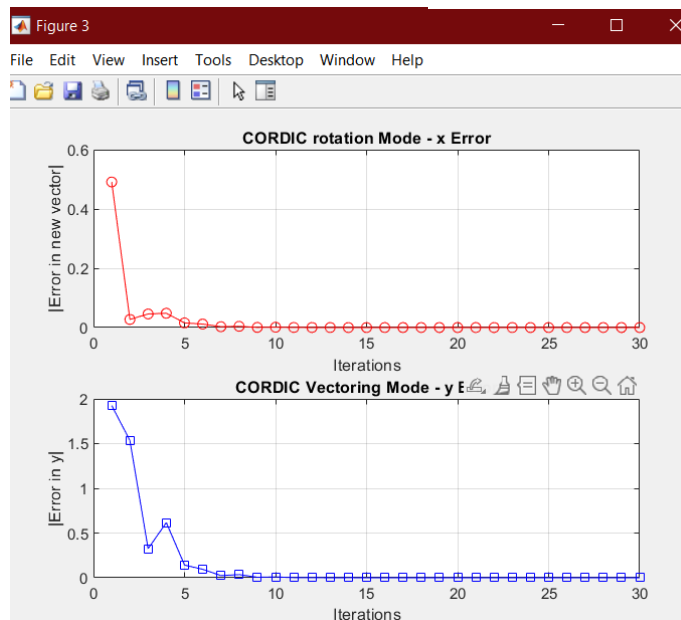 Figure 3
File Edit View Insert Tools Desktop Window Help
CORDIC rotation Mode - x Error
0.6
0.4
0.2
0
|Error in new vector|
0 5 10 15 20 25 30
Iterations
CORDIC Vectoring Mode - y E
2
1.5
1
0.5
0
|Error in y|
0 5 10 15 20 25 30
Iterations